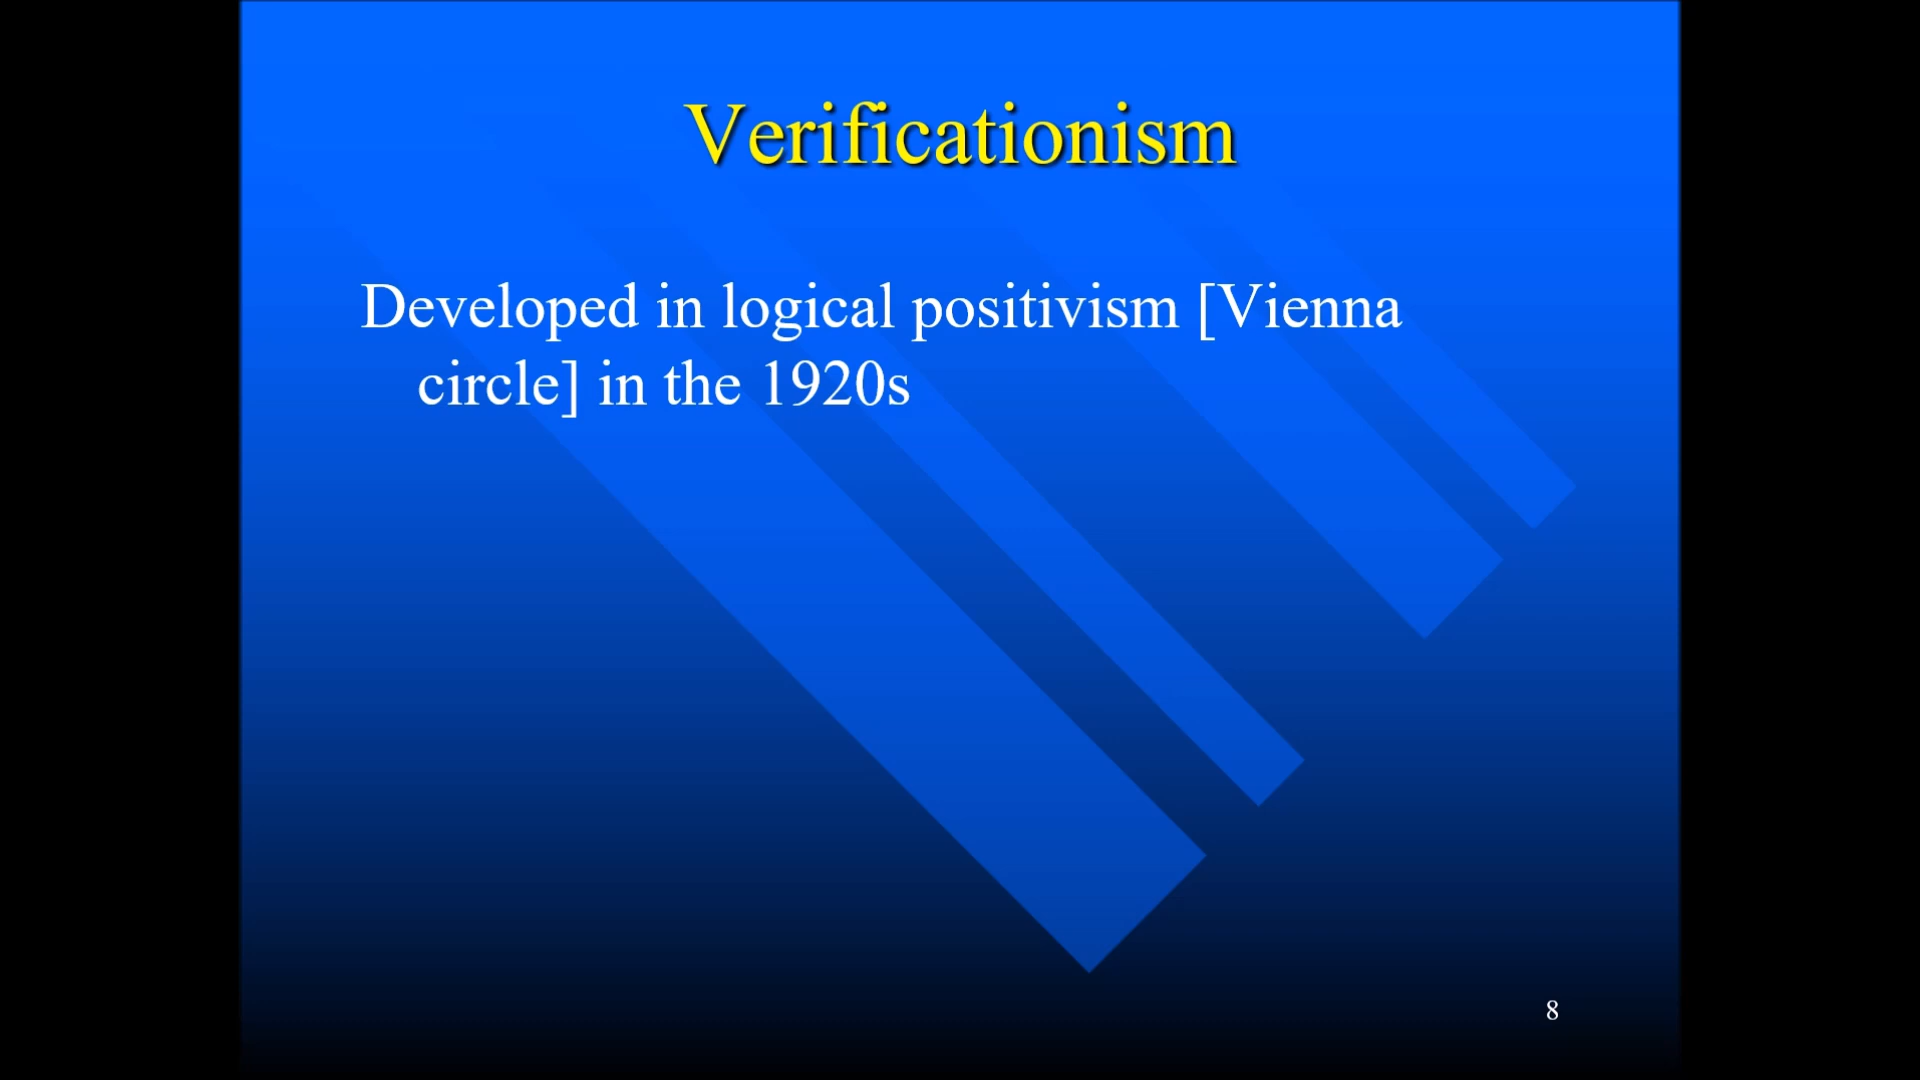 Verificationism
Developed in logical positivism [Vienna
circle] in the 1920s
8